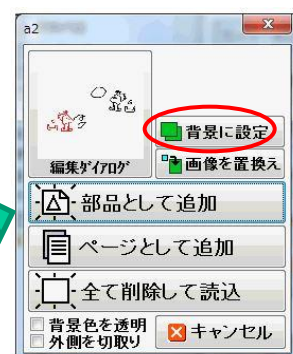 a2
背景に設定
編集ダイアログ
画像を置換え
部品として追加
ページとして追加
全て削除して読込
背景色を透明
外側を切取り
キャンセル